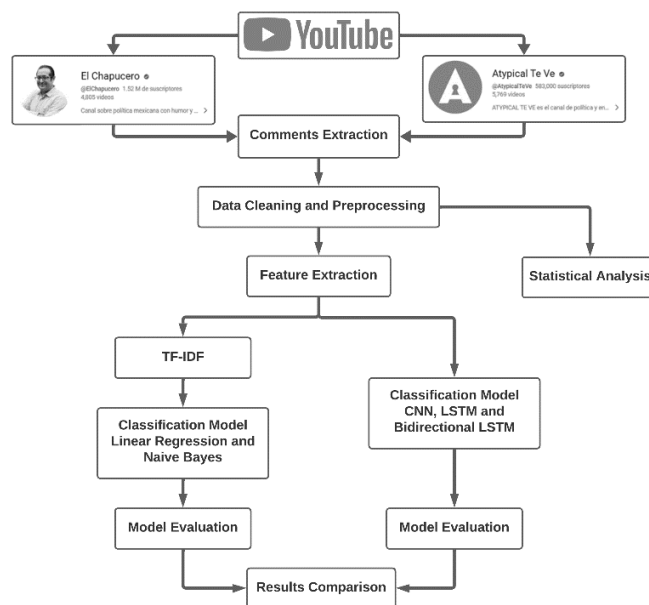 YouTube
El Chapucero
@ElChapucero 1.52 M de suscriptores
4,605 videos
Canal sobre política mexicana con humor y ...
Atypical Te Ve
@AtypicalTeVe 580,000 suscriptores
5,769 videos
ATYPICAL TE VE es el canal de política y en...
Comments Extraction
Data Cleaning and Preprocessing
Feature Extraction
Statistical Analysis
TF-IDF
Classification Model
Linear Regression and
Naive Bayes
Classification Model
CNN, LSTM and
Bidirectional LSTM
Model Evaluation
Model Evaluation
Results Comparison